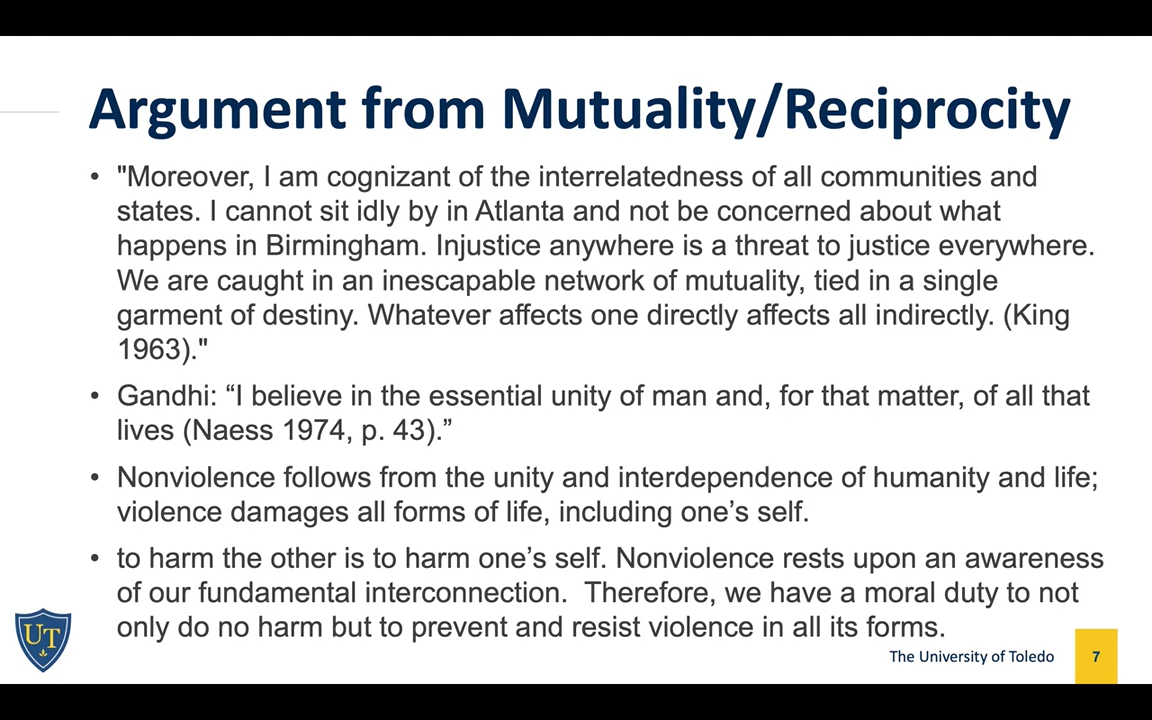 Argument from Mutuality/Reciprocity
• "Moreover, I am cognizant of the interrelatedness of all communities and
states. I cannot sit idly by in Atlanta and not be concerned about what
happens in Birmingham. Injustice anywhere is a threat to justice everywhere.
We are caught in an inescapable network of mutuality, tied in a single
garment of destiny. Whatever affects one directly affects all indirectly. (King
1963)."
• Gandhi: “I believe in the essential unity of man and, for that matter, of all that
lives (Naess 1974, p. 43).”
• Nonviolence follows from the unity and interdependence of humanity and life;
violence damages all forms of life, including one’s self.
• to harm the other is to harm one’s self. Nonviolence rests upon an awareness
of our fundamental interconnection.  Therefore, we have a moral duty to not
only do no harm but to prevent and resist violence in all its forms.
UT
The University of Toledo
7